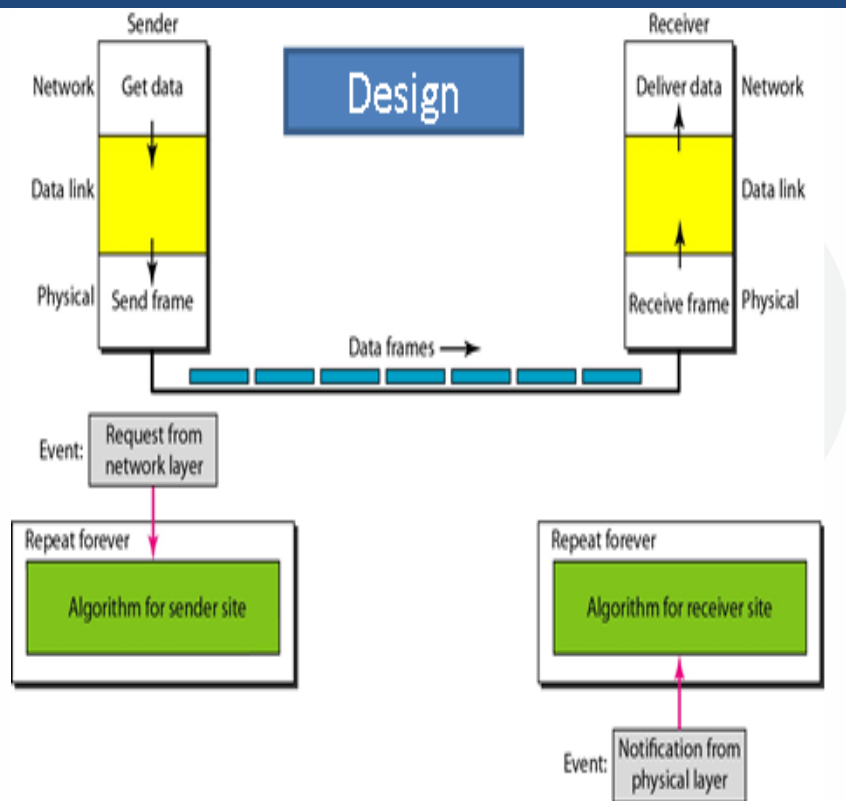 Sender
Receiver
Network
Get data
Design
Deliver data
Network
Data link
Data link
Physical
Send frame
Receive frame
Physical
Data frames
Event:
Request from
network layer
Repeat forever
Algorithm for sender site
Repeat forever
Algorithm for receiver site
Event:
Notification from
physical layer